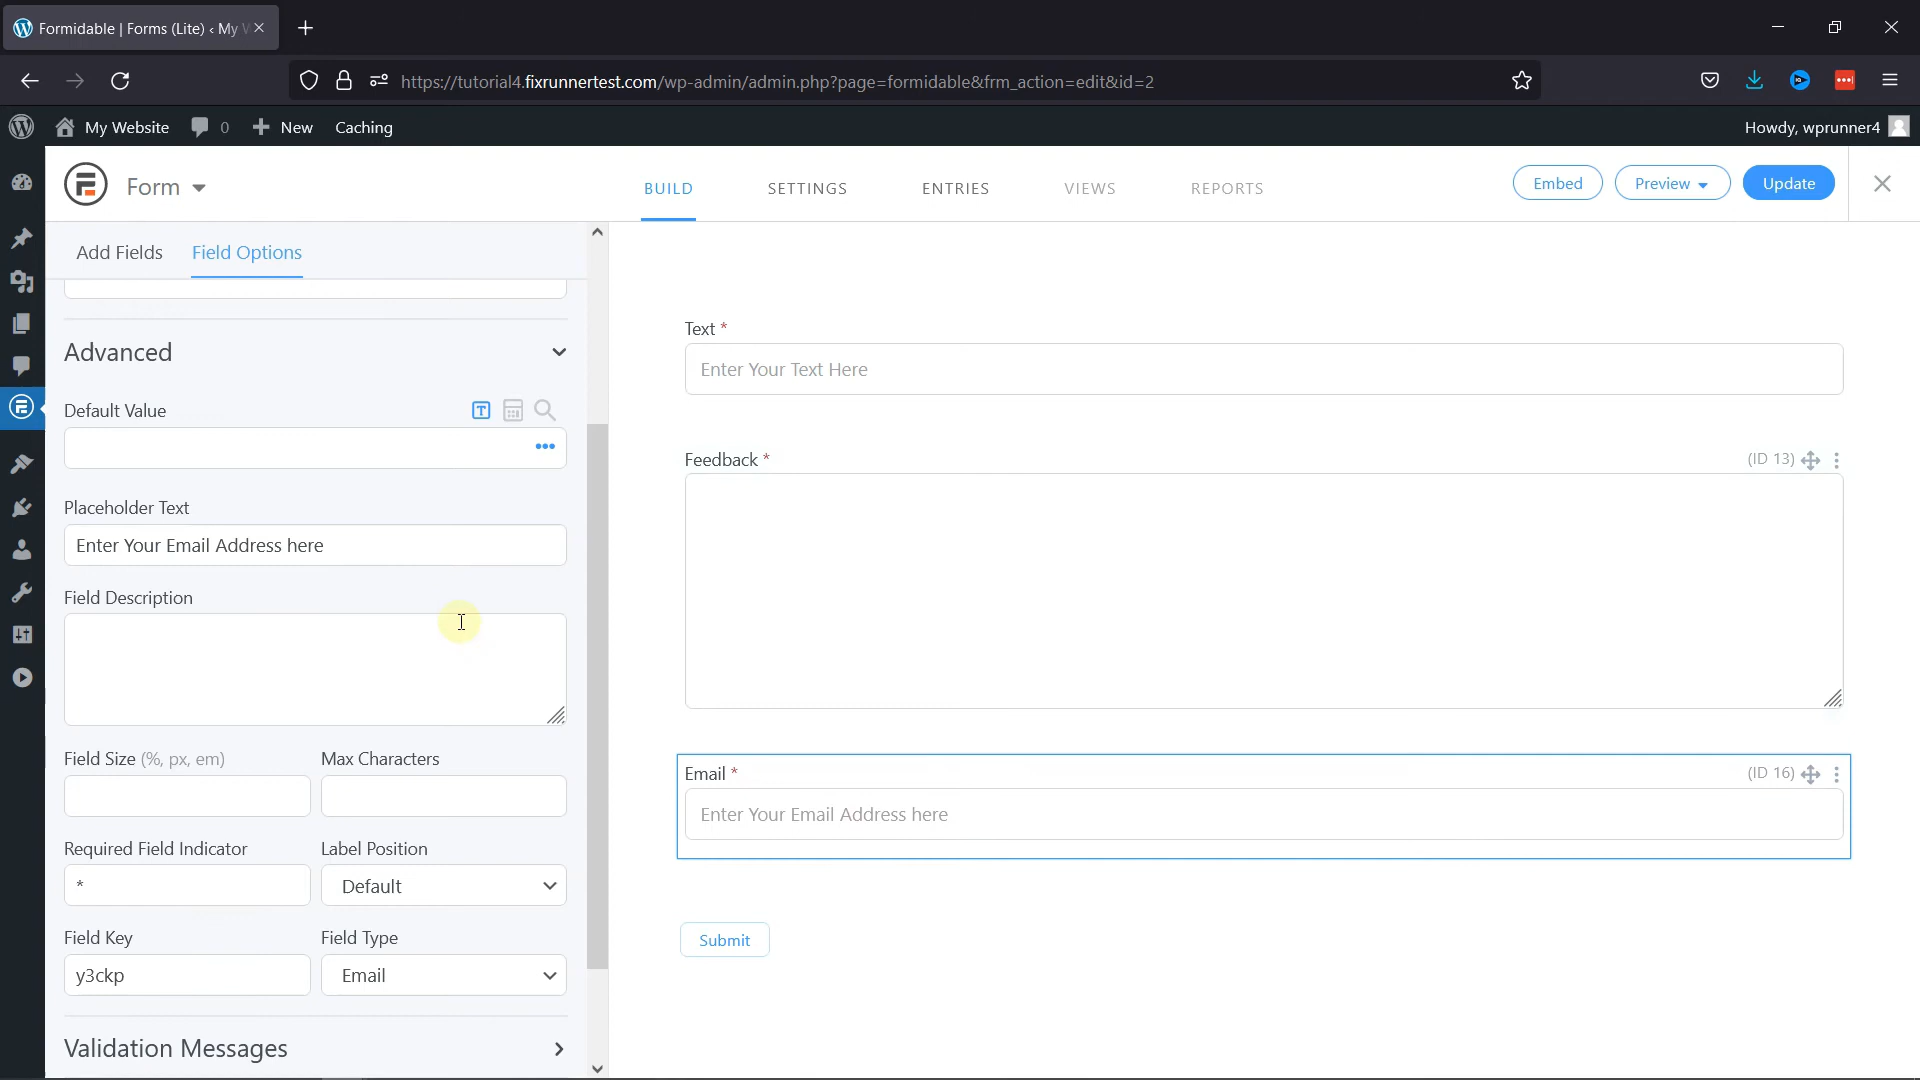 Formidable | Forms (Lite) ‹ My W
https://tutorial4.fixrunnertest.com/wp-admin/admin.php?page=formidable&frm_action=edit&id=2
My Website
0
New
Caching
Howdy, wprunner4
Form
BUILD
SETTINGS
ENTRIES
VIEWS
REPORTS
Embed
Preview
Update
Add Fields
Field Options
Advanced
Default Value
Placeholder Text
Enter Your Email Address here
Field Description
Field Size (%, px, em)
Max Characters
Required Field Indicator
Label Position
*
Default
Field Key
Field Type
y3ckp
Email
Validation Messages
Text *
Enter Your Text Here
Feedback *
(ID 13)
Email *
(ID 16)
Enter Your Email Address here
Submit